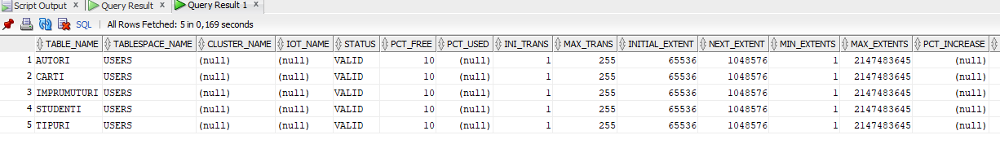 Script Output x Query Result x Query Result 1 x
SQL | All Rows Fetched: 5 in 0,169 seconds
TABLE_NAME TABLESPACE_NAME CLUSTER_NAME IOT_NAME STATUS PCT_FREE PCT_USED INI_TRANS MAX_TRANS INITIAL_EXTENT NEXT_EXTENT MIN_EXTENTS MAX_EXTENTS PCT_INCREASE
1 AUTORI USERS (null) (null) VALID 10 (null) 1 255 65536 1048576 1 2147483645 (null)
2 CARTI USERS (null) (null) VALID 10 (null) 1 255 65536 1048576 1 2147483645 (null)
3 IMPRUMUTURI USERS (null) (null) VALID 10 (null) 1 255 65536 1048576 1 2147483645 (null)
4 STUDENTI USERS (null) (null) VALID 10 (null) 1 255 65536 1048576 1 2147483645 (null)
5 TIPURI USERS (null) (null) VALID 10 (null) 1 255 65536 1048576 1 2147483645 (null)